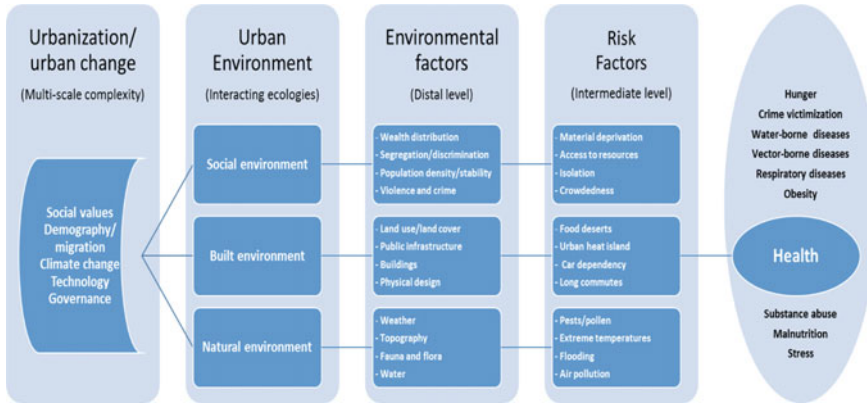 Urbanization/
urban change
(Multi-scale complexity)
Social values
Demography/
migration
Climate change
Technology
Governance
Urban
Environment
(Interacting ecologies)
Social environment
Built environment
Natural environment
Environmental
factors
(Distal level)
- Wealth distribution
- Segregation/discrimination
- Population density/stability
- Violence and crime
- Land use/land cover
- Public infrastructure
- Buildings
- Physical design
- Weather
- Topography
- Fauna and flora
- Water
Risk
Factors
(Intermediate level)
- Material deprivation
- Access to resources
- Isolation
- Crowdedness
- Food deserts
- Urban heat island
- Car dependency
- Long commutes
- Pests/pollen
- Extreme temperatures
- Flooding
- Air pollution
Hunger
Crime victimization
Water-borne diseases
Vector-borne diseases
Respiratory diseases
Obesity
Health
Substance abuse
Malnutrition
Stress